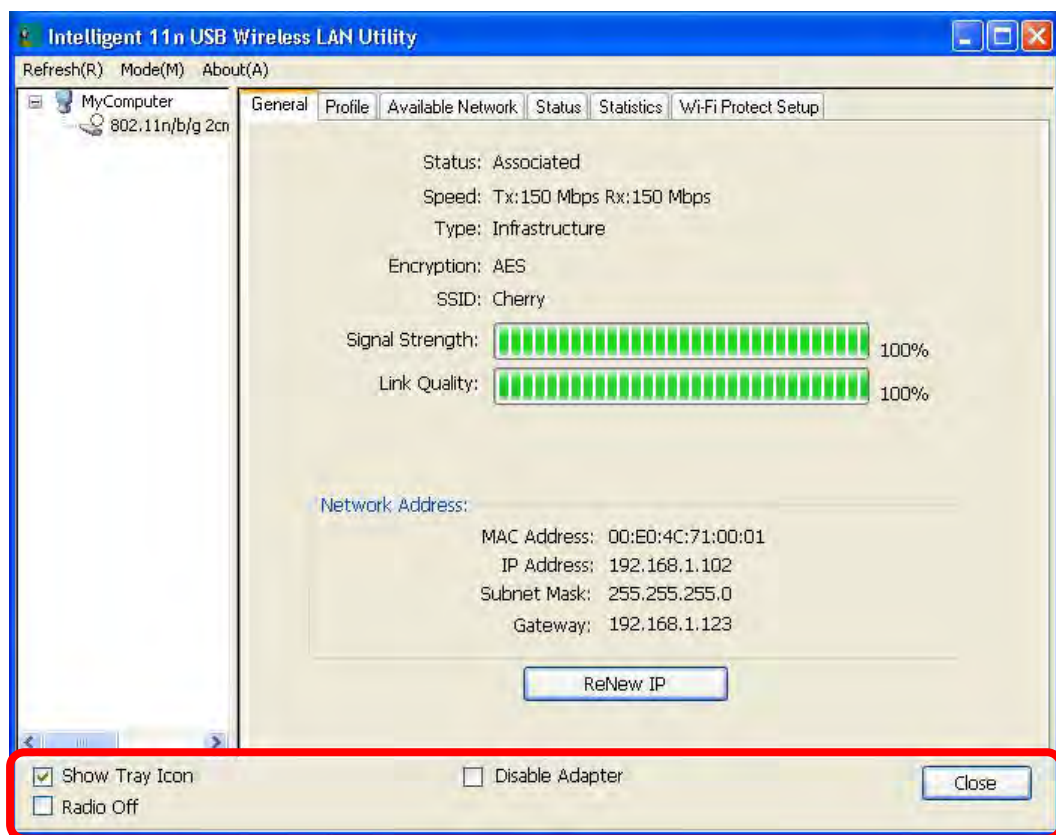 Intelligent 11n USB Wireless LAN Utility
Refresh(R) Mode(M) About(A)
MyComputer
802.11n/b/g 2cn
General Profile Available Network Status Statistics Wi-Fi Protect Setup
Status: Associated
Speed: Tx:150 Mbps Rx:150 Mbps
Type: Infrastructure
Encryption: AES
SSID: Cherry
Signal Strength: 100%
Link Quality: 100%
Network Address:
MAC Address: 00:E0:4C:71:00:01
IP Address: 192.168.1.102
Subnet Mask: 255.255.255.0
Gateway: 192.168.1.123
ReNew IP
Show Tray Icon
Disable Adapter
Close
Radio Off